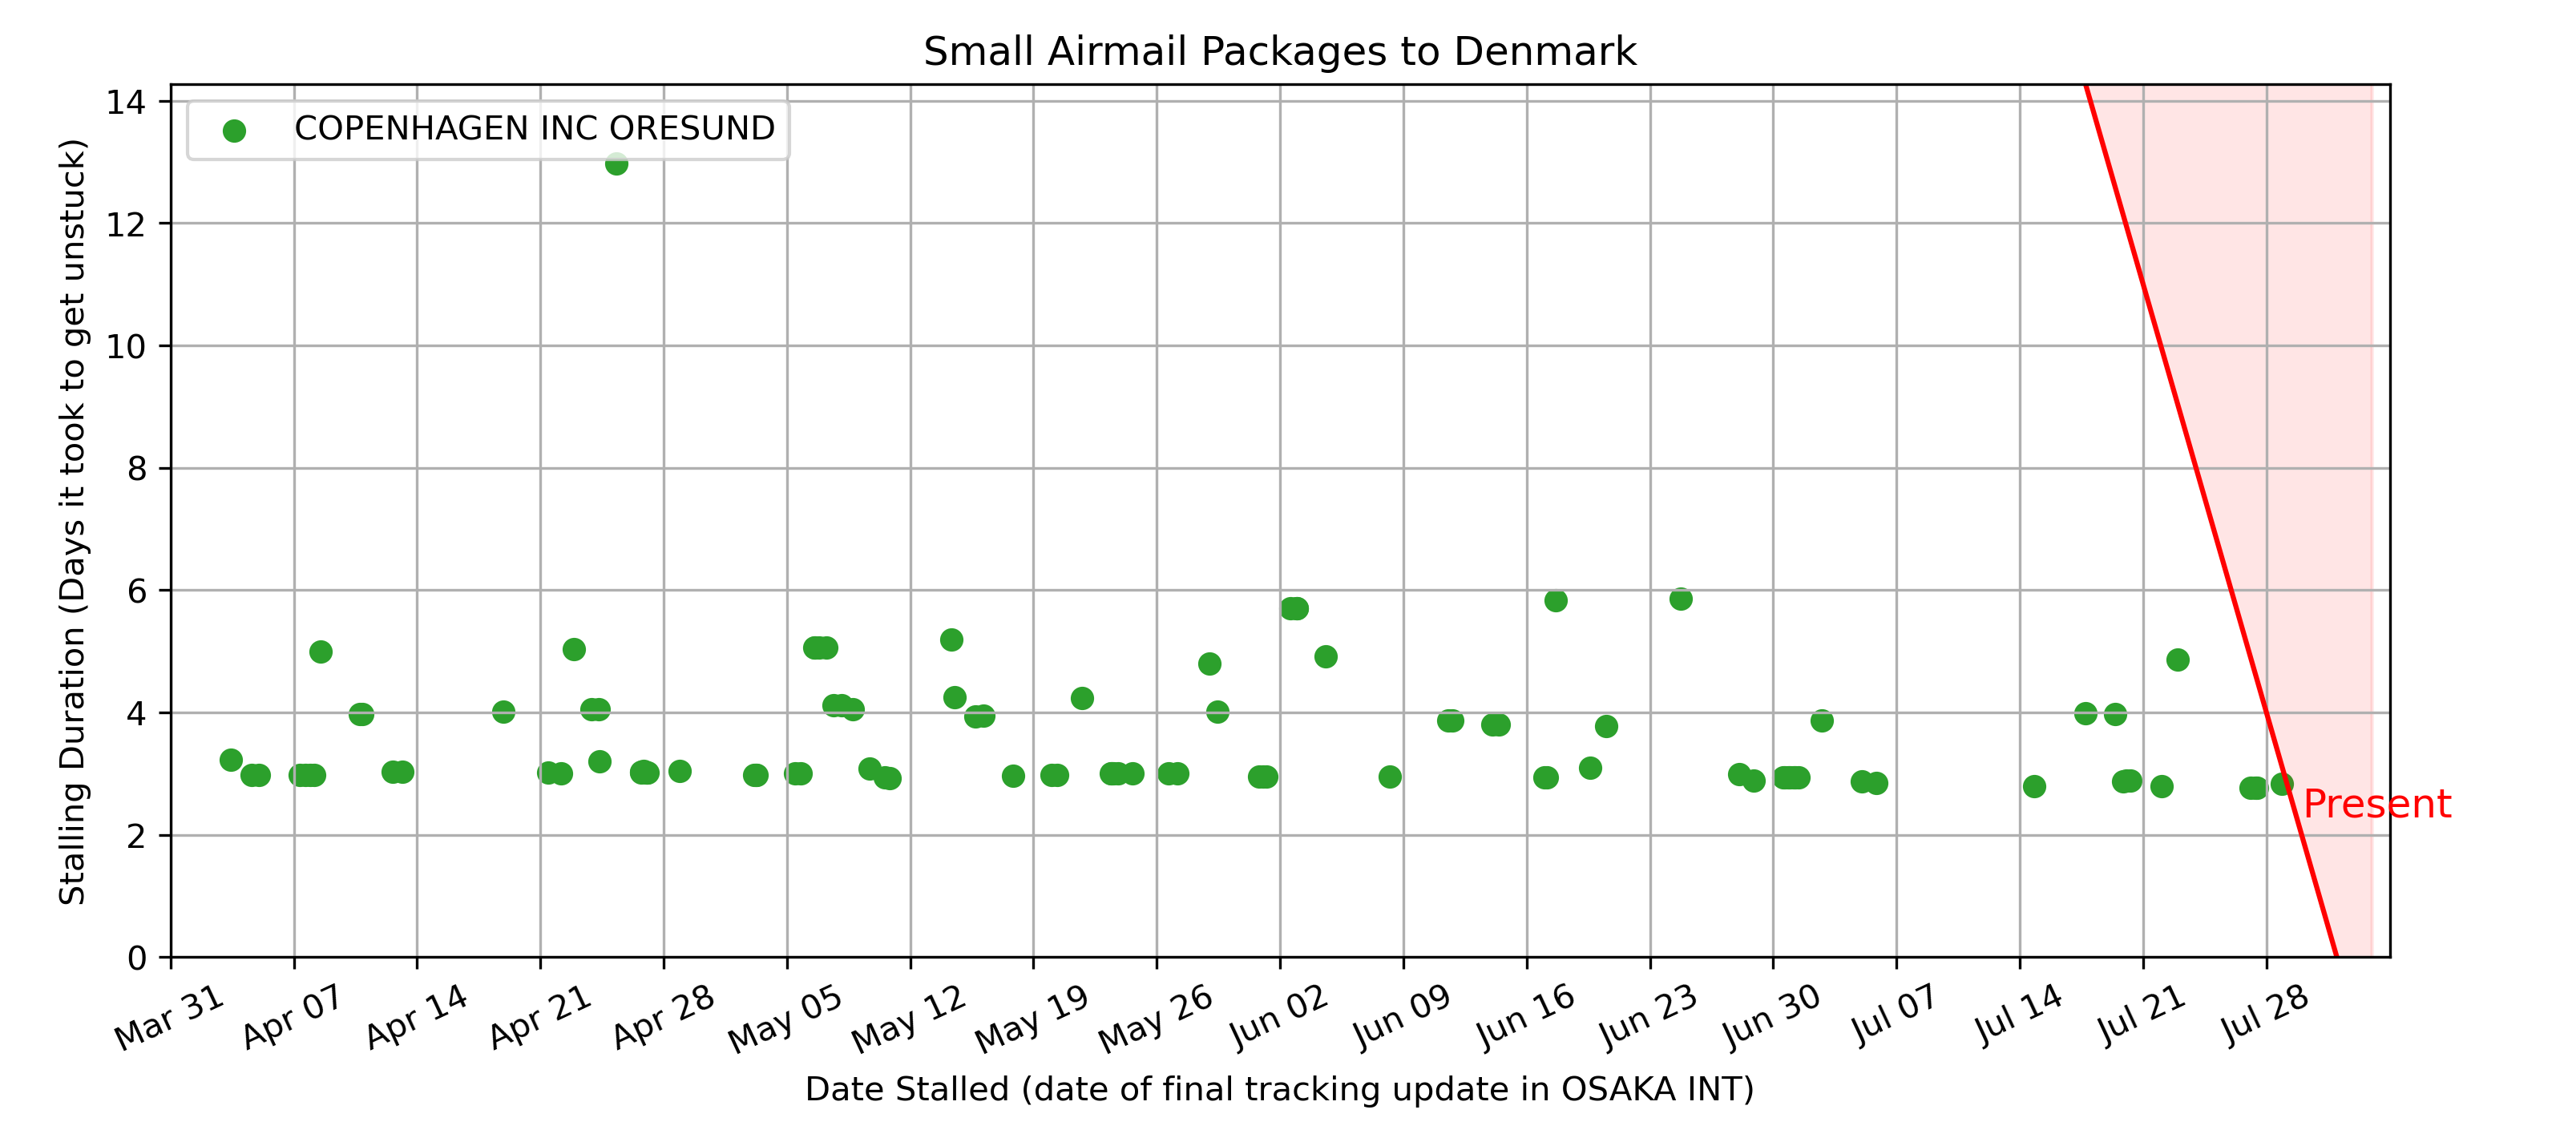 Small Airmail Packages to Denmark
COPENHAGEN INC ORESUND
Stalling Duration (Days it took to get unstuck)
14
12
10
8
6
4
2
0
Present
Mar 31
Apr 07
Apr 14
Apr 21
Apr 28
May 05
May 12
May 19
May 26
Jun 02
Jun 09
Jun 16
Jun 23
Jun 30
Jul 07
Jul 14
Jul 21
Jul 28
Date Stalled (date of final tracking update in OSAKA INT)